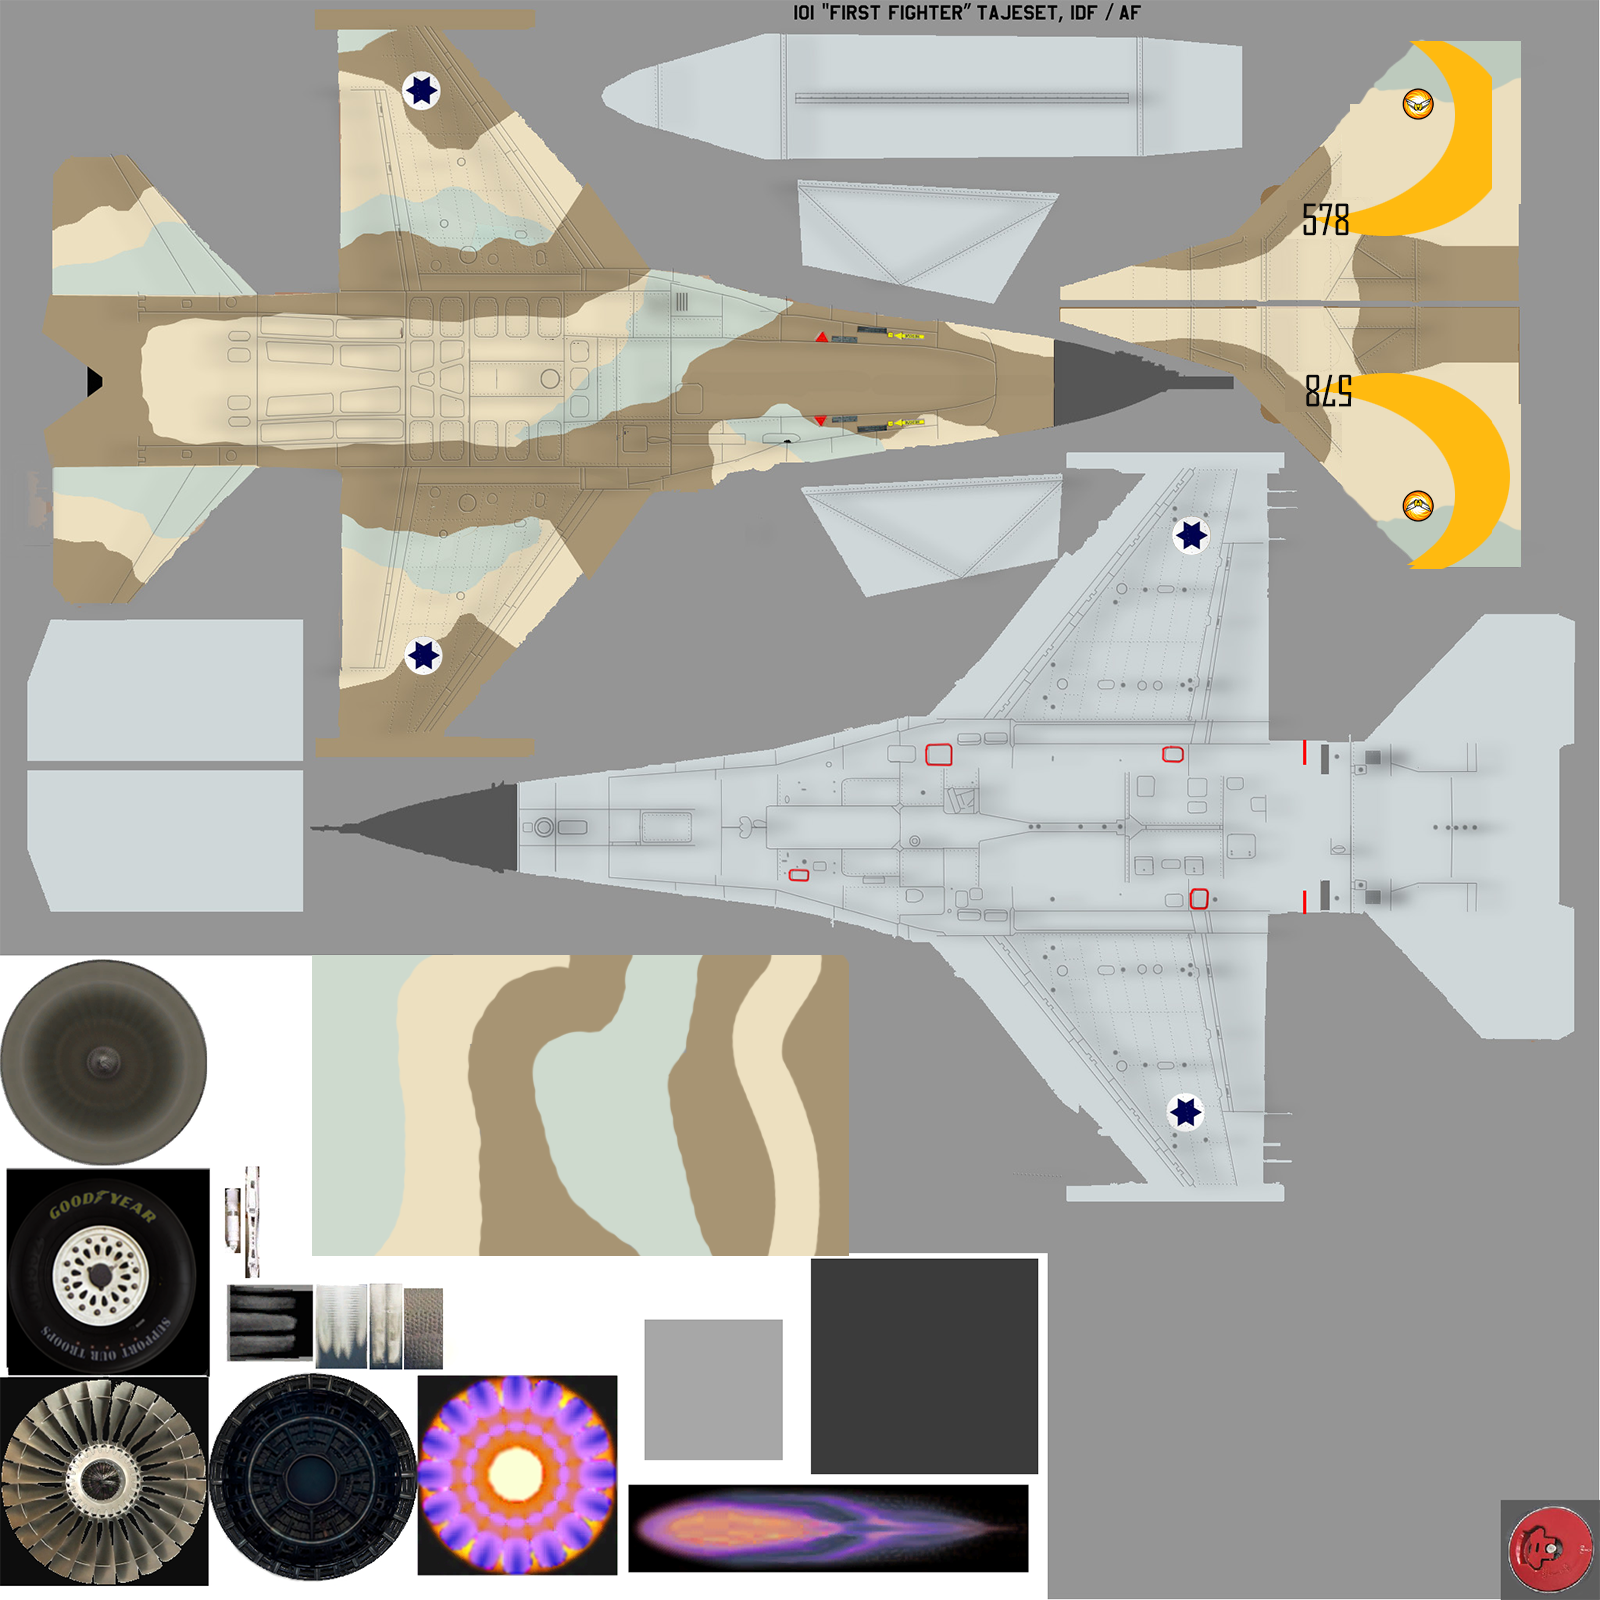 101 "FIRST FIGHTER" TAJESET, IDF / AF
578
578
GOODYEAR
SUPPORT OUR TROOPS